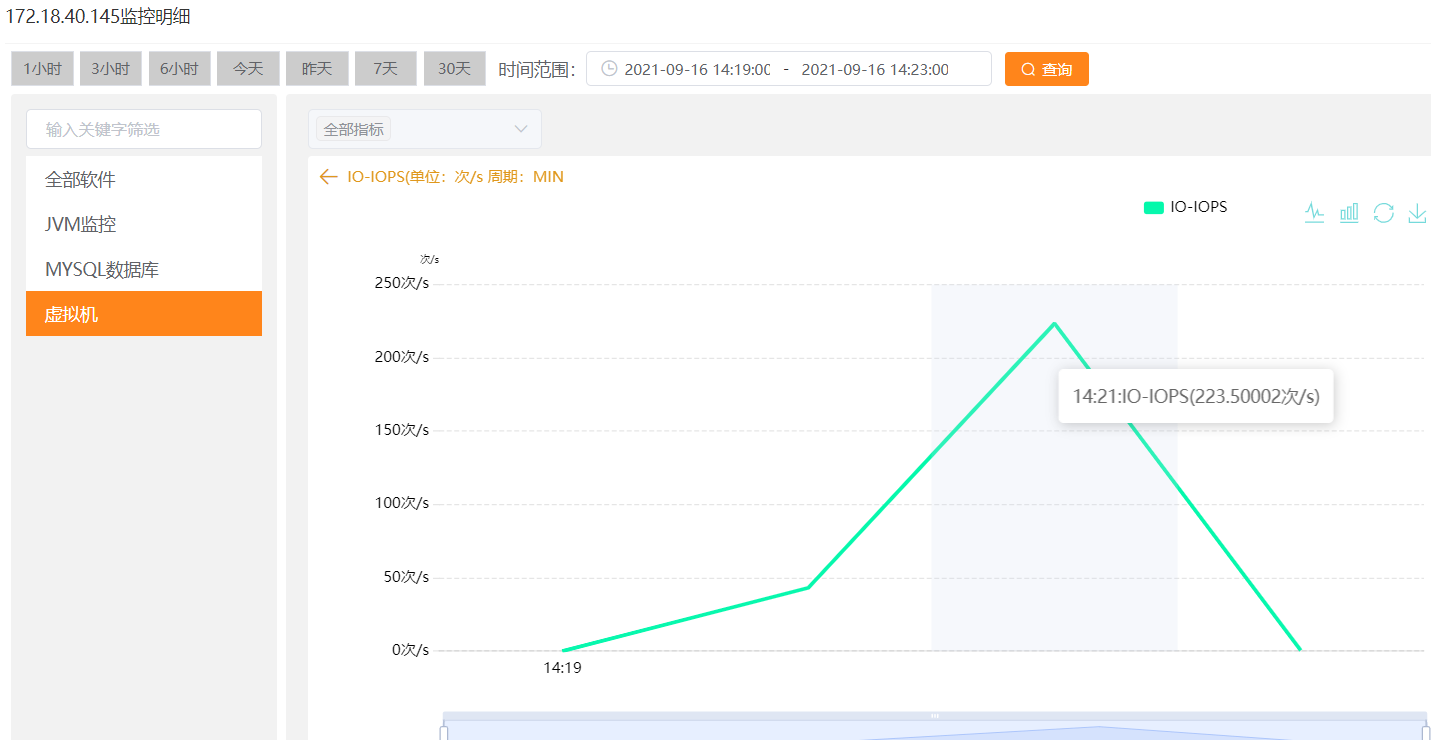 172.18.40.145监控明细
1小时 3小时 6小时 今天 昨天 7天 30天 时间范围： 2021-09-16 14:19:00 - 2021-09-16 14:23:00 查询
输入关键字筛选
全部软件
JVM监控
MYSQL数据库
虚拟机
全部指标
IO-IOPS(单位：次/s 周期：MIN
IO-IOPS
次/s
250次/s
200次/s
14:21:IO-IOPS(223.50002次/s)
150次/s
100次/s
50次/s
0次/s
14:19